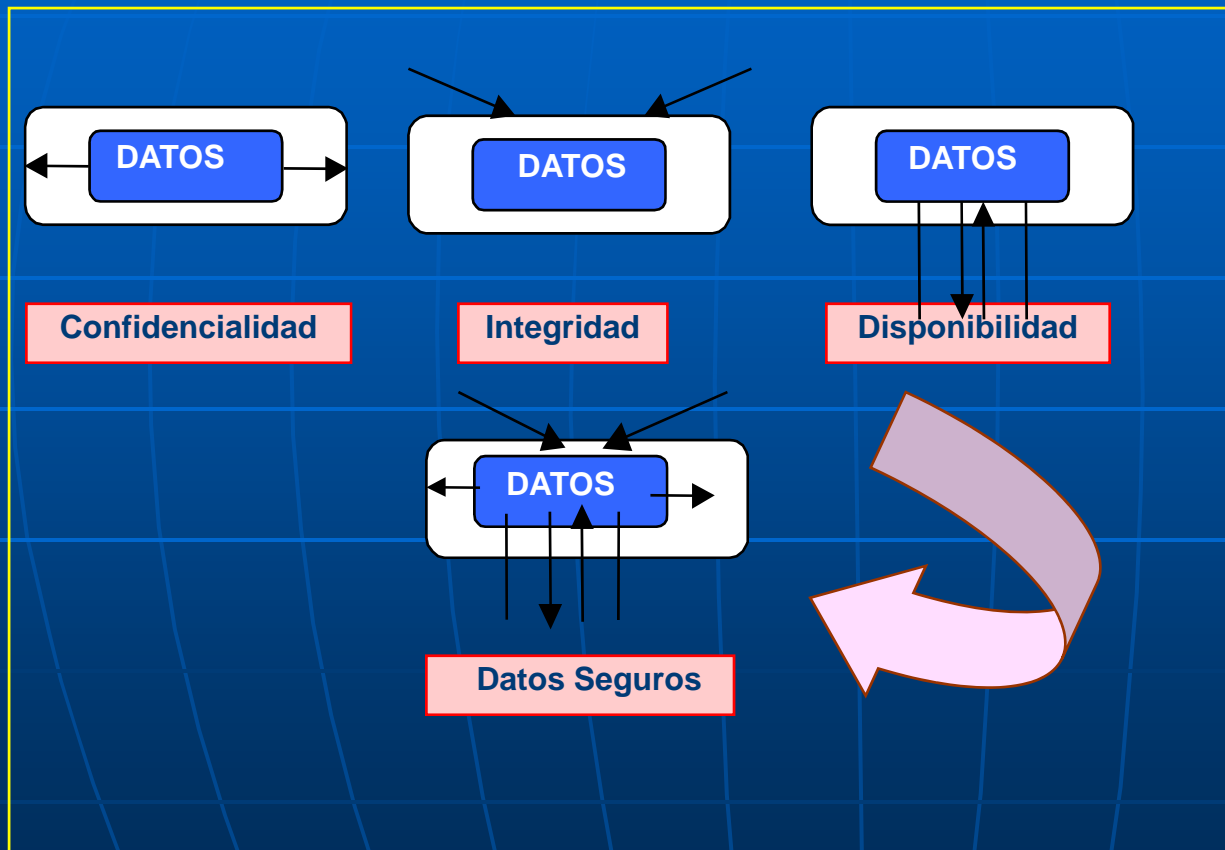 DATOS
DATOS
DATOS
Confidencialidad
Integridad
Disponibilidad
DATOS
Datos Seguros